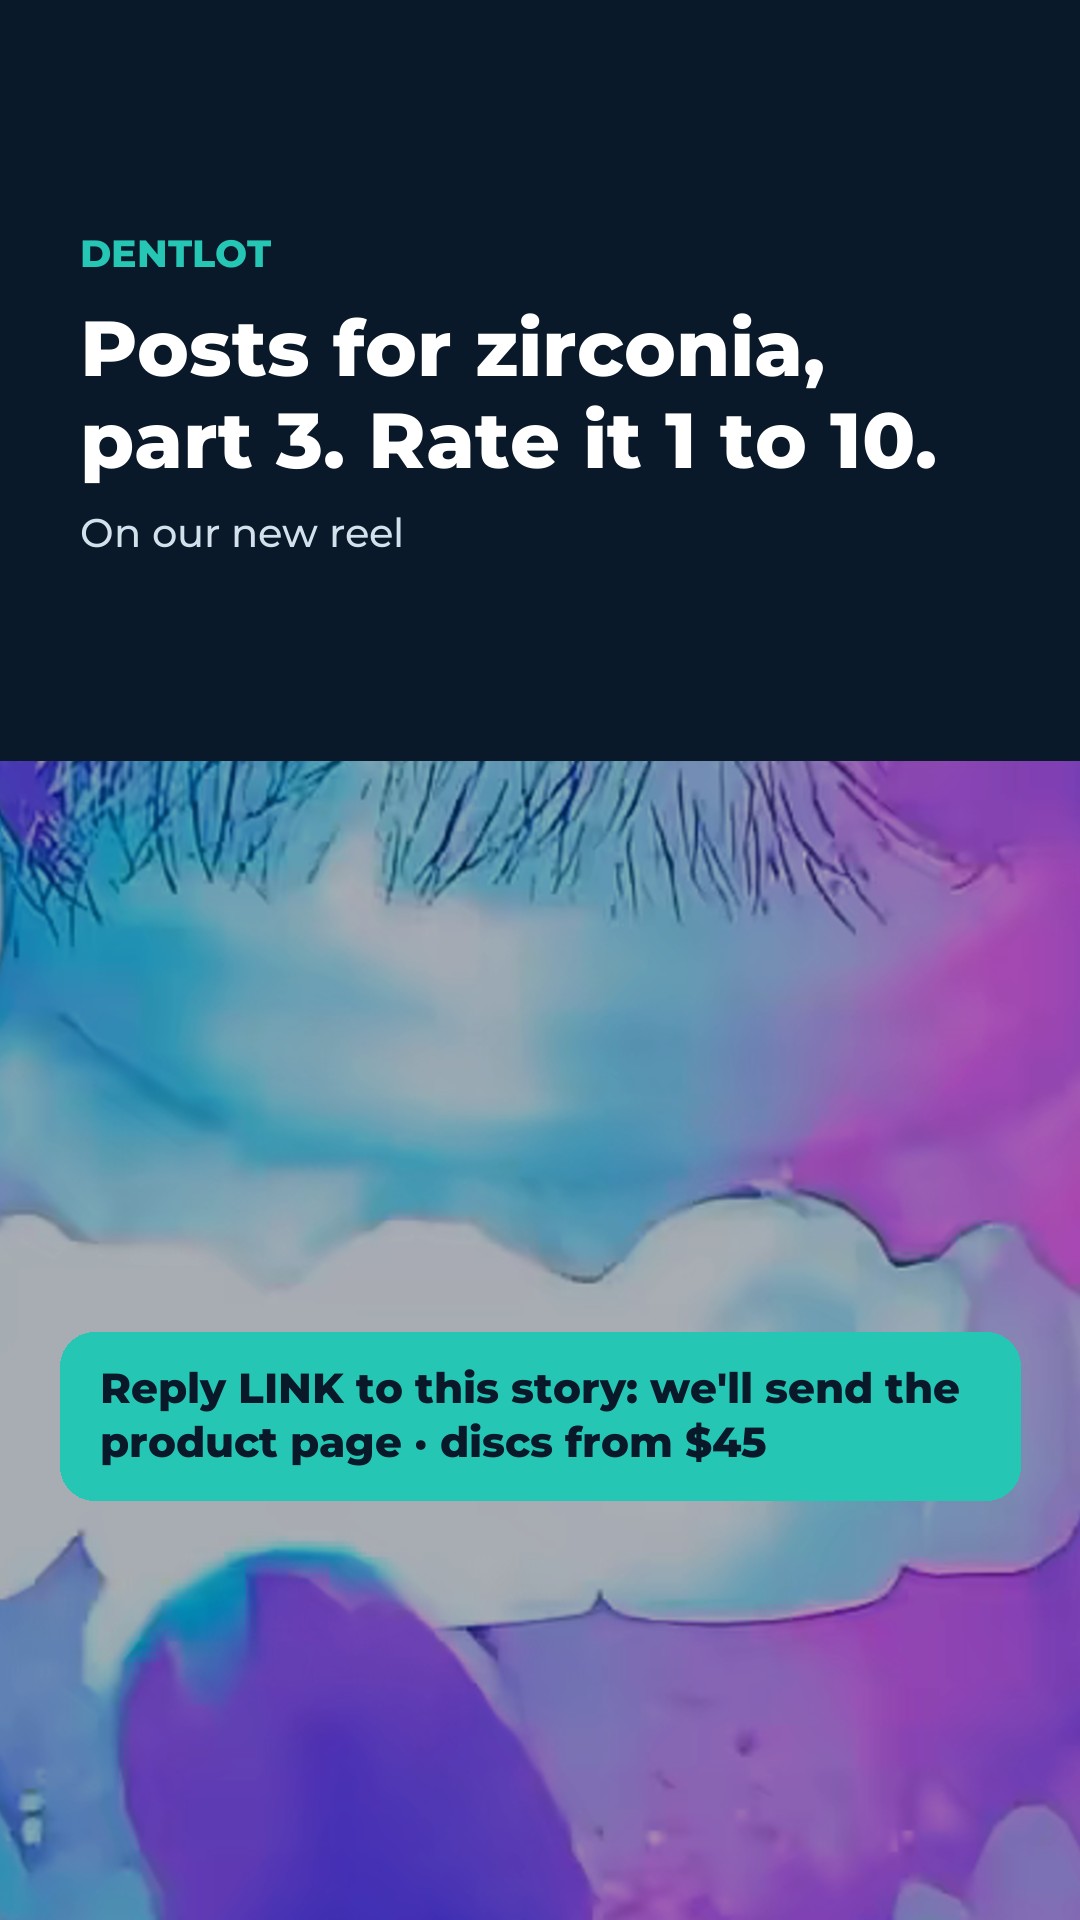 DENTLOT
Posts for zirconia,
part 3. Rate it 1 to 10.
On our new reel
Reply LINK to this story: we'll send the
product page · discs from $45